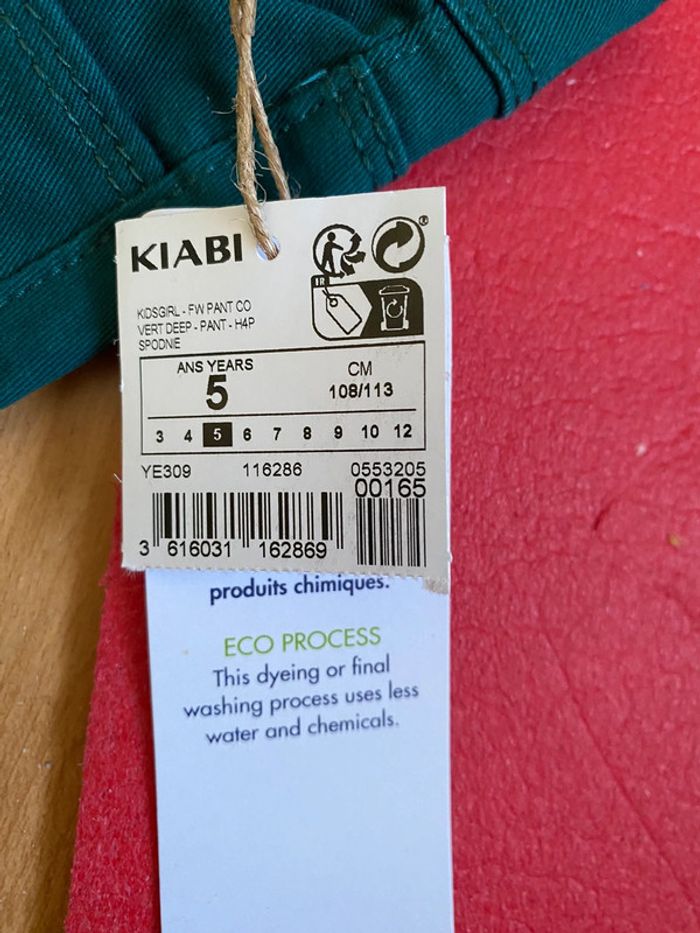 KIABI
®
KIDSGIRL - FW PANT CO
VERT DEEP - PANT - H4P
SPODNIE
ANS YEARS
5
CM
108/113
3 4 5 6 7 8 9 10 12
YE309 116286 0553205
00165
3 616031 162869
produits chimiques.
ECO PROCESS
This dyeing or final
washing process uses less
water and chemicals.